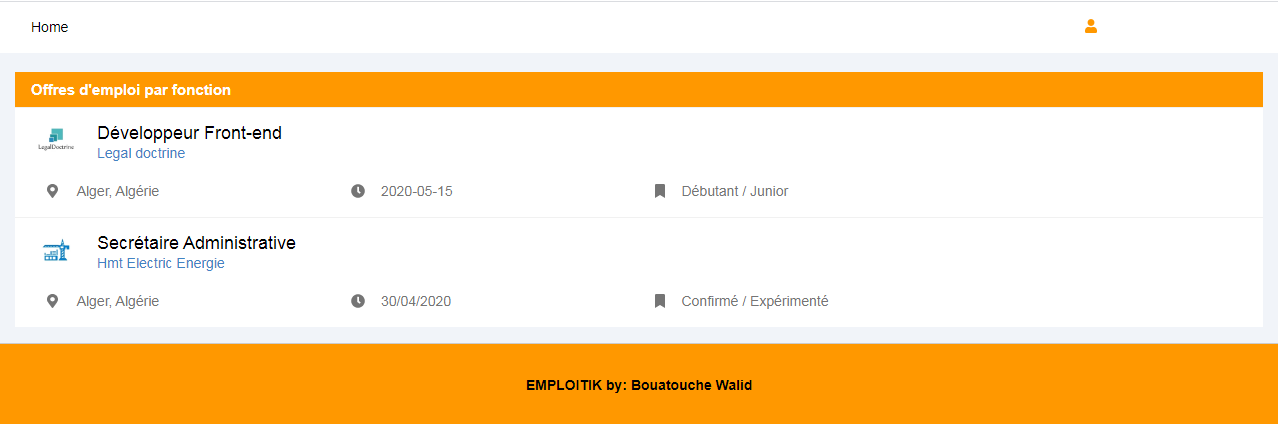 Home
Offres d'emploi par fonction
Développeur Front-end
LegalDoctrine
Legal doctrine
Alger, Algérie 2020-05-15 Débutant / Junior
Secrétaire Administrative
Hmt Electric Energie
Alger, Algérie 30/04/2020 Confirmé / Expérimenté
EMPLOITIK by: Bouatouche Walid